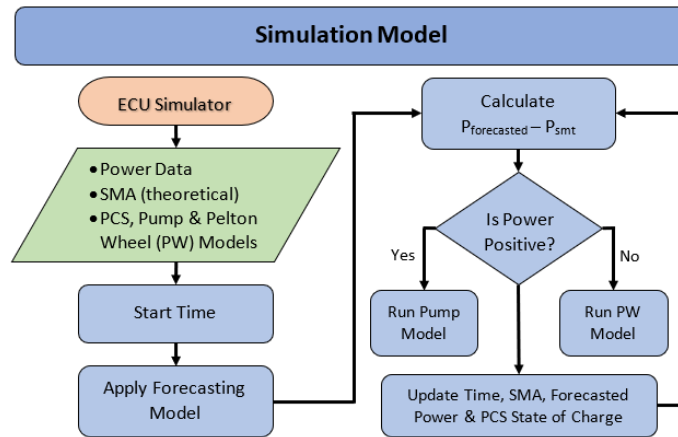 Simulation Model
ECU Simulator
• Power Data
• SMA (theoretical)
• PCS, Pump & Pelton
Wheel (PW) Models
Start Time
Apply Forecasting
Model
Calculate
Pforecasted – Psmt
Is Power
Positive?
Yes
No
Run Pump
Model
Run PW
Model
Update Time, SMA, Forecasted
Power & PCS State of Charge